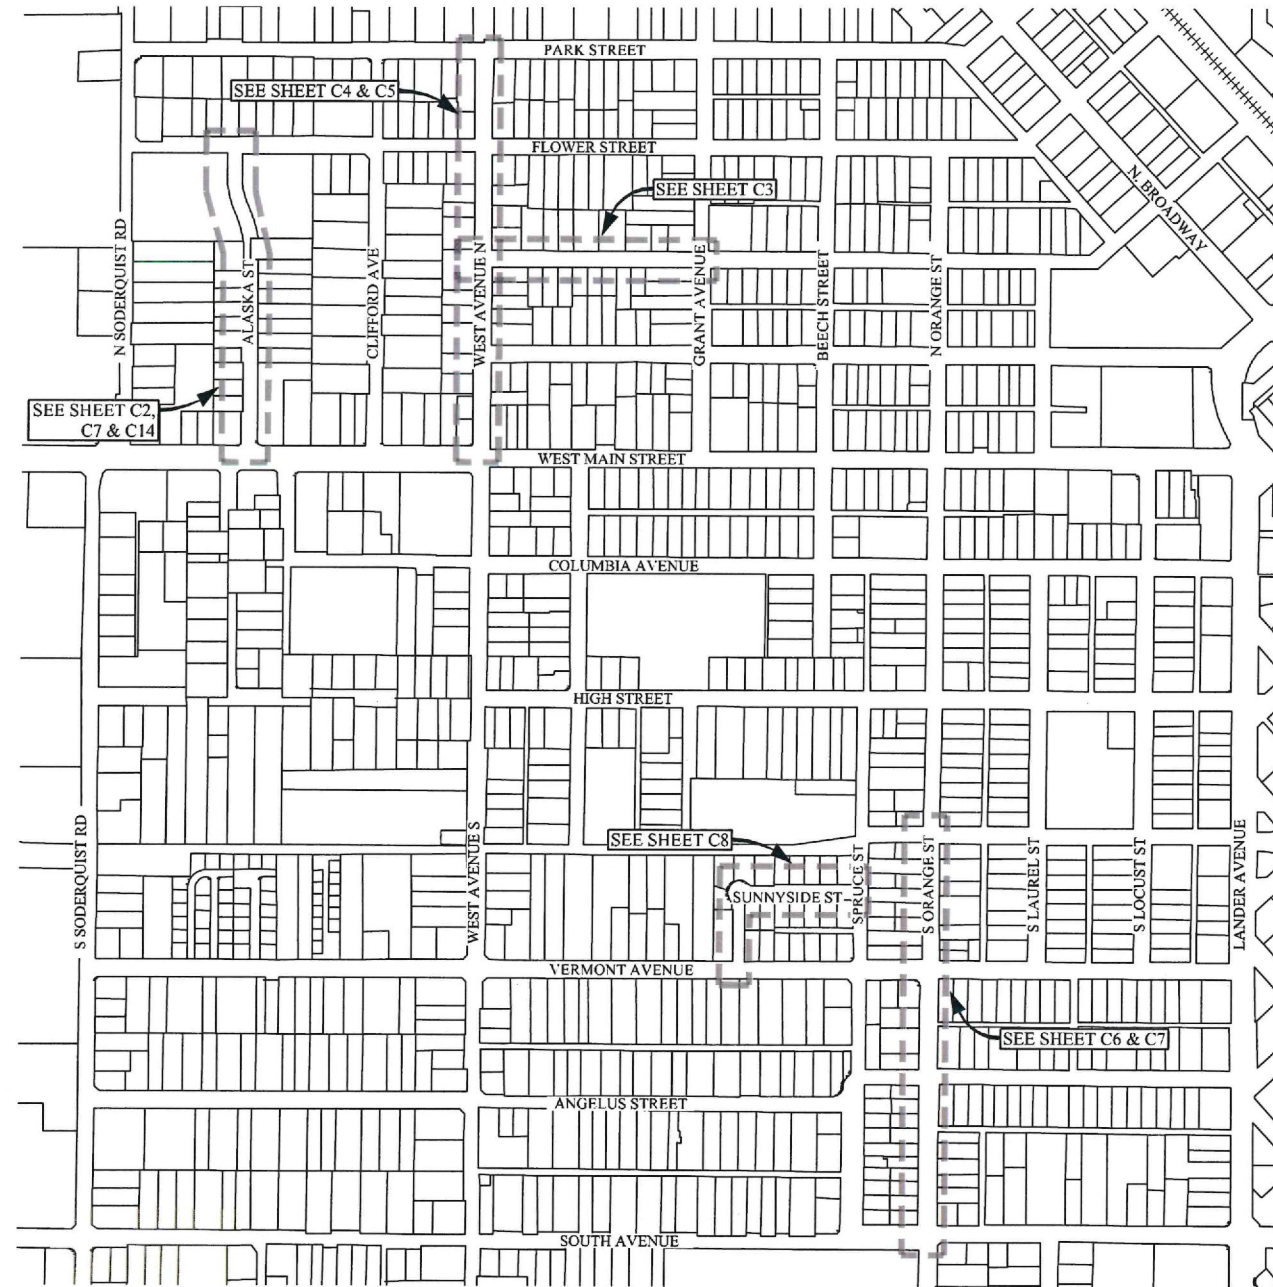 PARK STREET
SEE SHEET C4 & C5
FLOWER STREET
SEE SHEET C3
N. BROADWAY
N SODERQUIST RD
ALASKA ST
CLIFFORD AVE
WEST AVENUE N
GRANT AVENUE
BEECH STREET
N ORANGE ST
SEE SHEET C2,
C7 & C14
WEST MAIN STREET
COLUMBIA AVENUE
HIGH STREET
S SODERQUIST RD
WEST AVENUE S
SEE SHEET C8
SUNNYSIDE ST
SPRUCE ST
S ORANGE ST
S LAUREL ST
S LOCUST ST
LANDER AVENUE
VERMONT AVENUE
SEE SHEET C6 & C7
ANGELUS STREET
SOUTH AVENUE